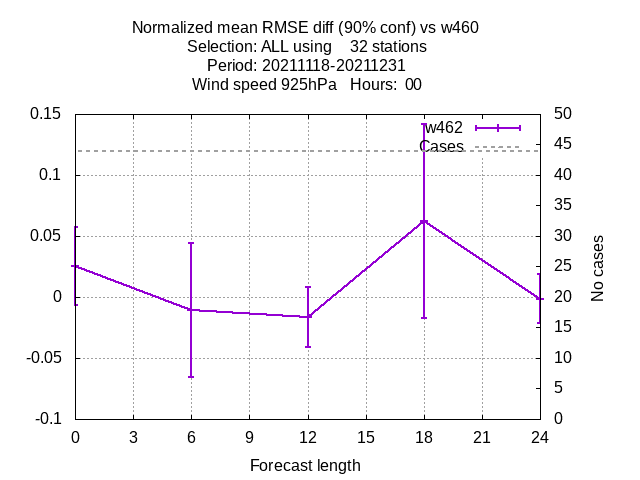 Normalized mean RMSE diff (90% conf) vs w460
Selection: ALL using    32 stations
Period: 20211118-20211231
Wind speed 925hPa   Hours:  00
w462
Cases
0.15
0.1
0.05
0
-0.05
-0.1
50
45
40
35
30
25
20
15
10
5
0
No cases
0 3 6 9 12 15 18 21 24
Forecast length